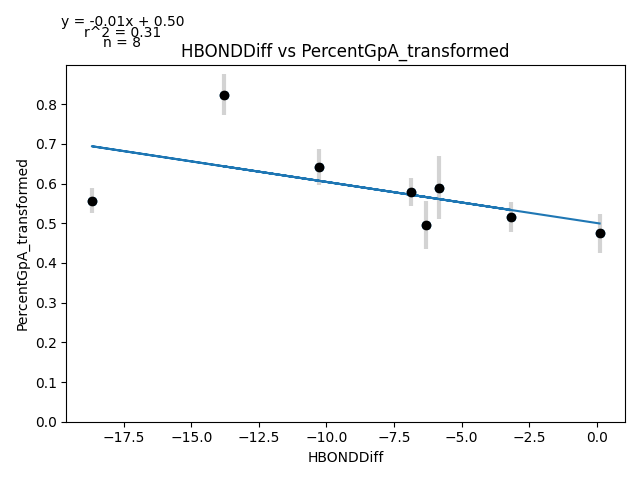 y = -0.01x + 0.50
r^2 = 0.31
n = 8
HBONDDiff vs PercentGpA_transformed
PercentGpA_transformed
0.8
0.7
0.6
0.5
0.4
0.3
0.2
0.1
0.0
−17.5 −15.0 −12.5 −10.0 −7.5 −5.0 −2.5 0.0
HBONDDiff